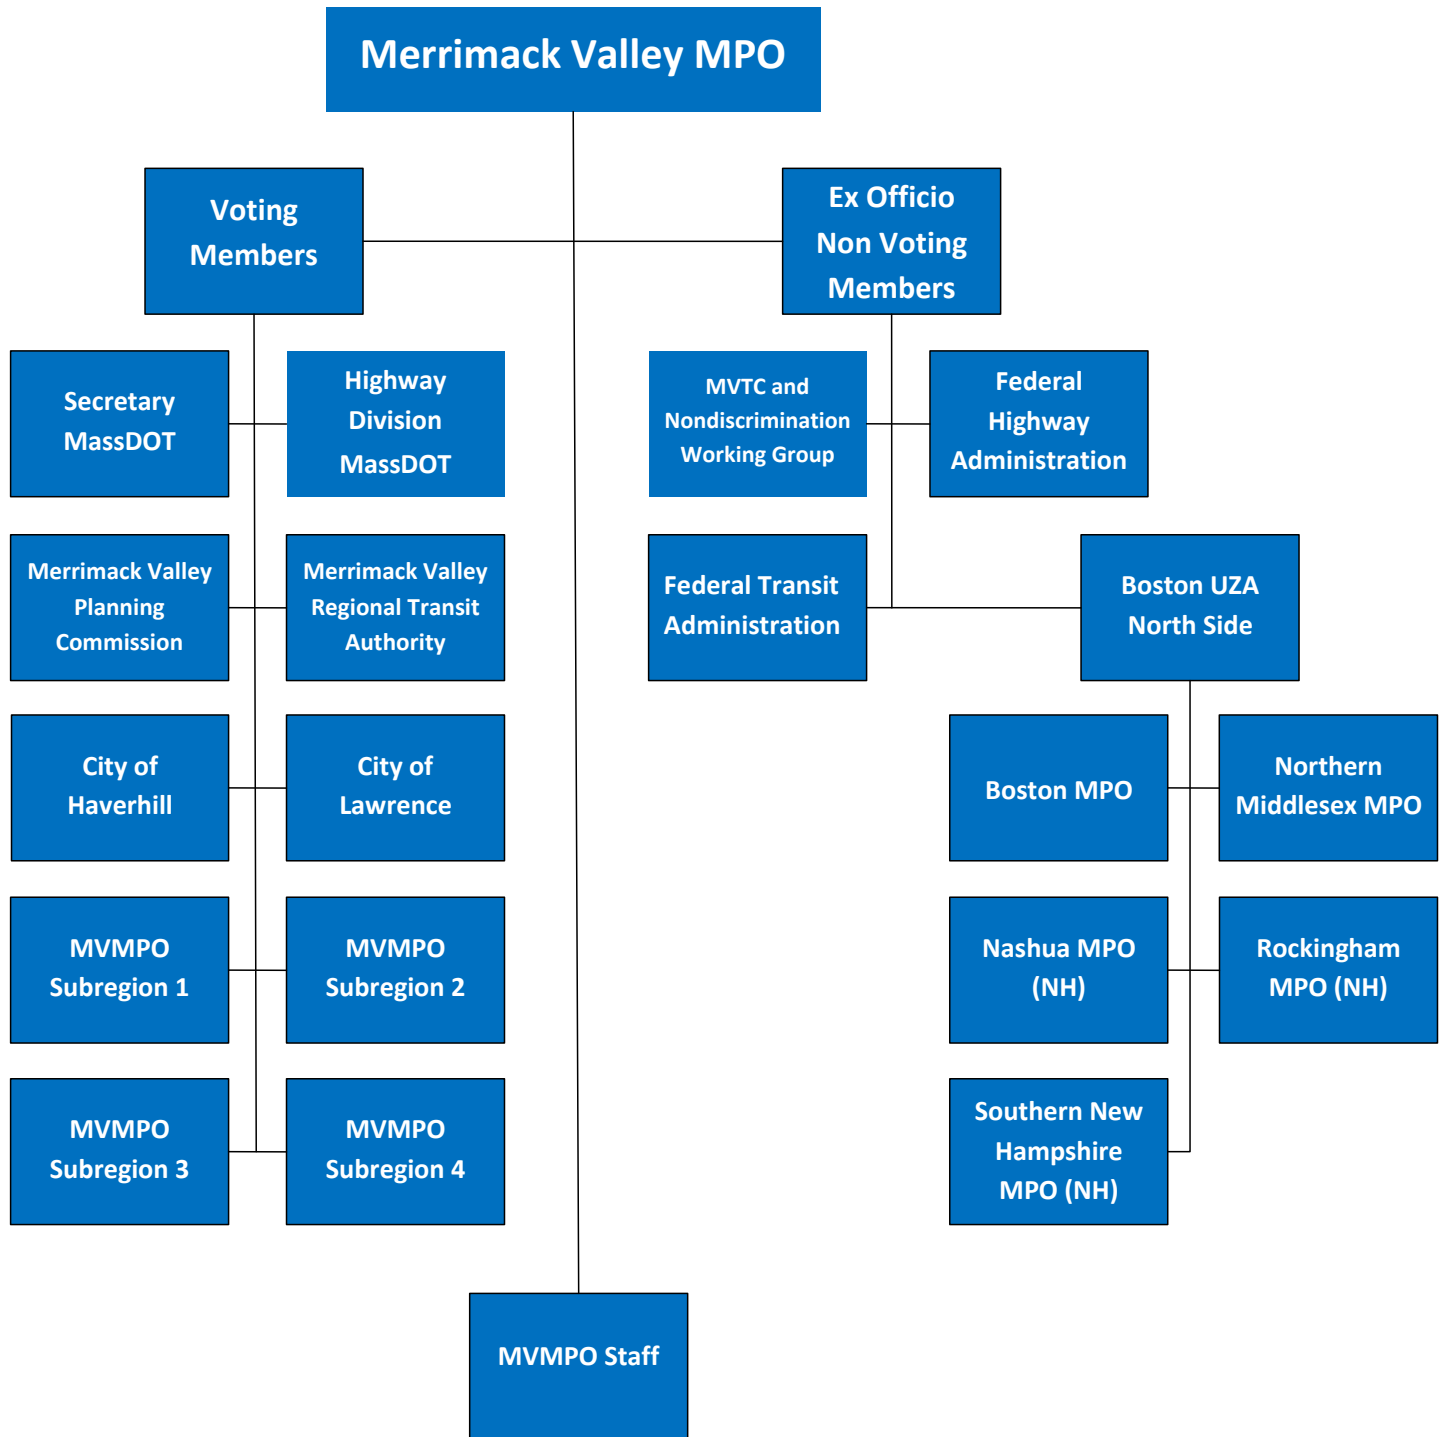 Merrimack Valley MPO
Voting
Members
Ex Officio
Non Voting
Members
Secretary
MassDOT
Highway
Division
MassDOT
MVTC and
Nondiscrimination
Working Group
Federal
Highway
Administration
Merrimack Valley
Planning
Commission
Merrimack Valley
Regional Transit
Authority
Federal Transit
Administration
Boston UZA
North Side
City of
Haverhill
City of
Lawrence
Boston MPO
Northern
Middlesex MPO
MVMPO
Subregion 1
MVMPO
Subregion 2
Nashua MPO
(NH)
Rockingham
MPO (NH)
MVMPO
Subregion 3
MVMPO
Subregion 4
Southern New
Hampshire
MPO (NH)
MVMPO Staff